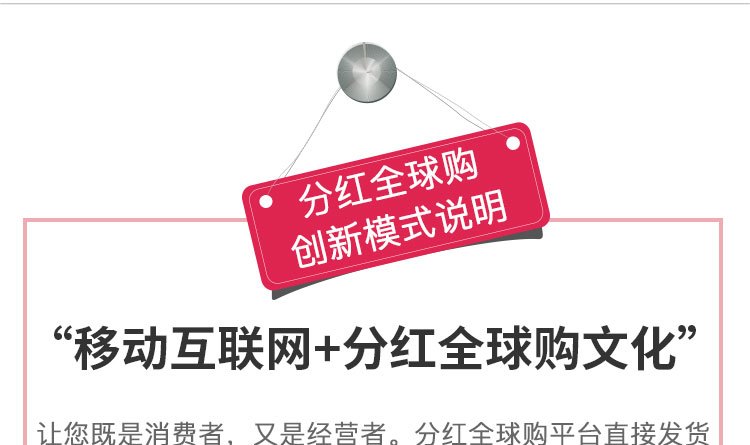 分红全球购
创新模式说明
“移动互联网+分红全球购文化”
让您既是消费者，又是经营者。分红全球购平台直接发货